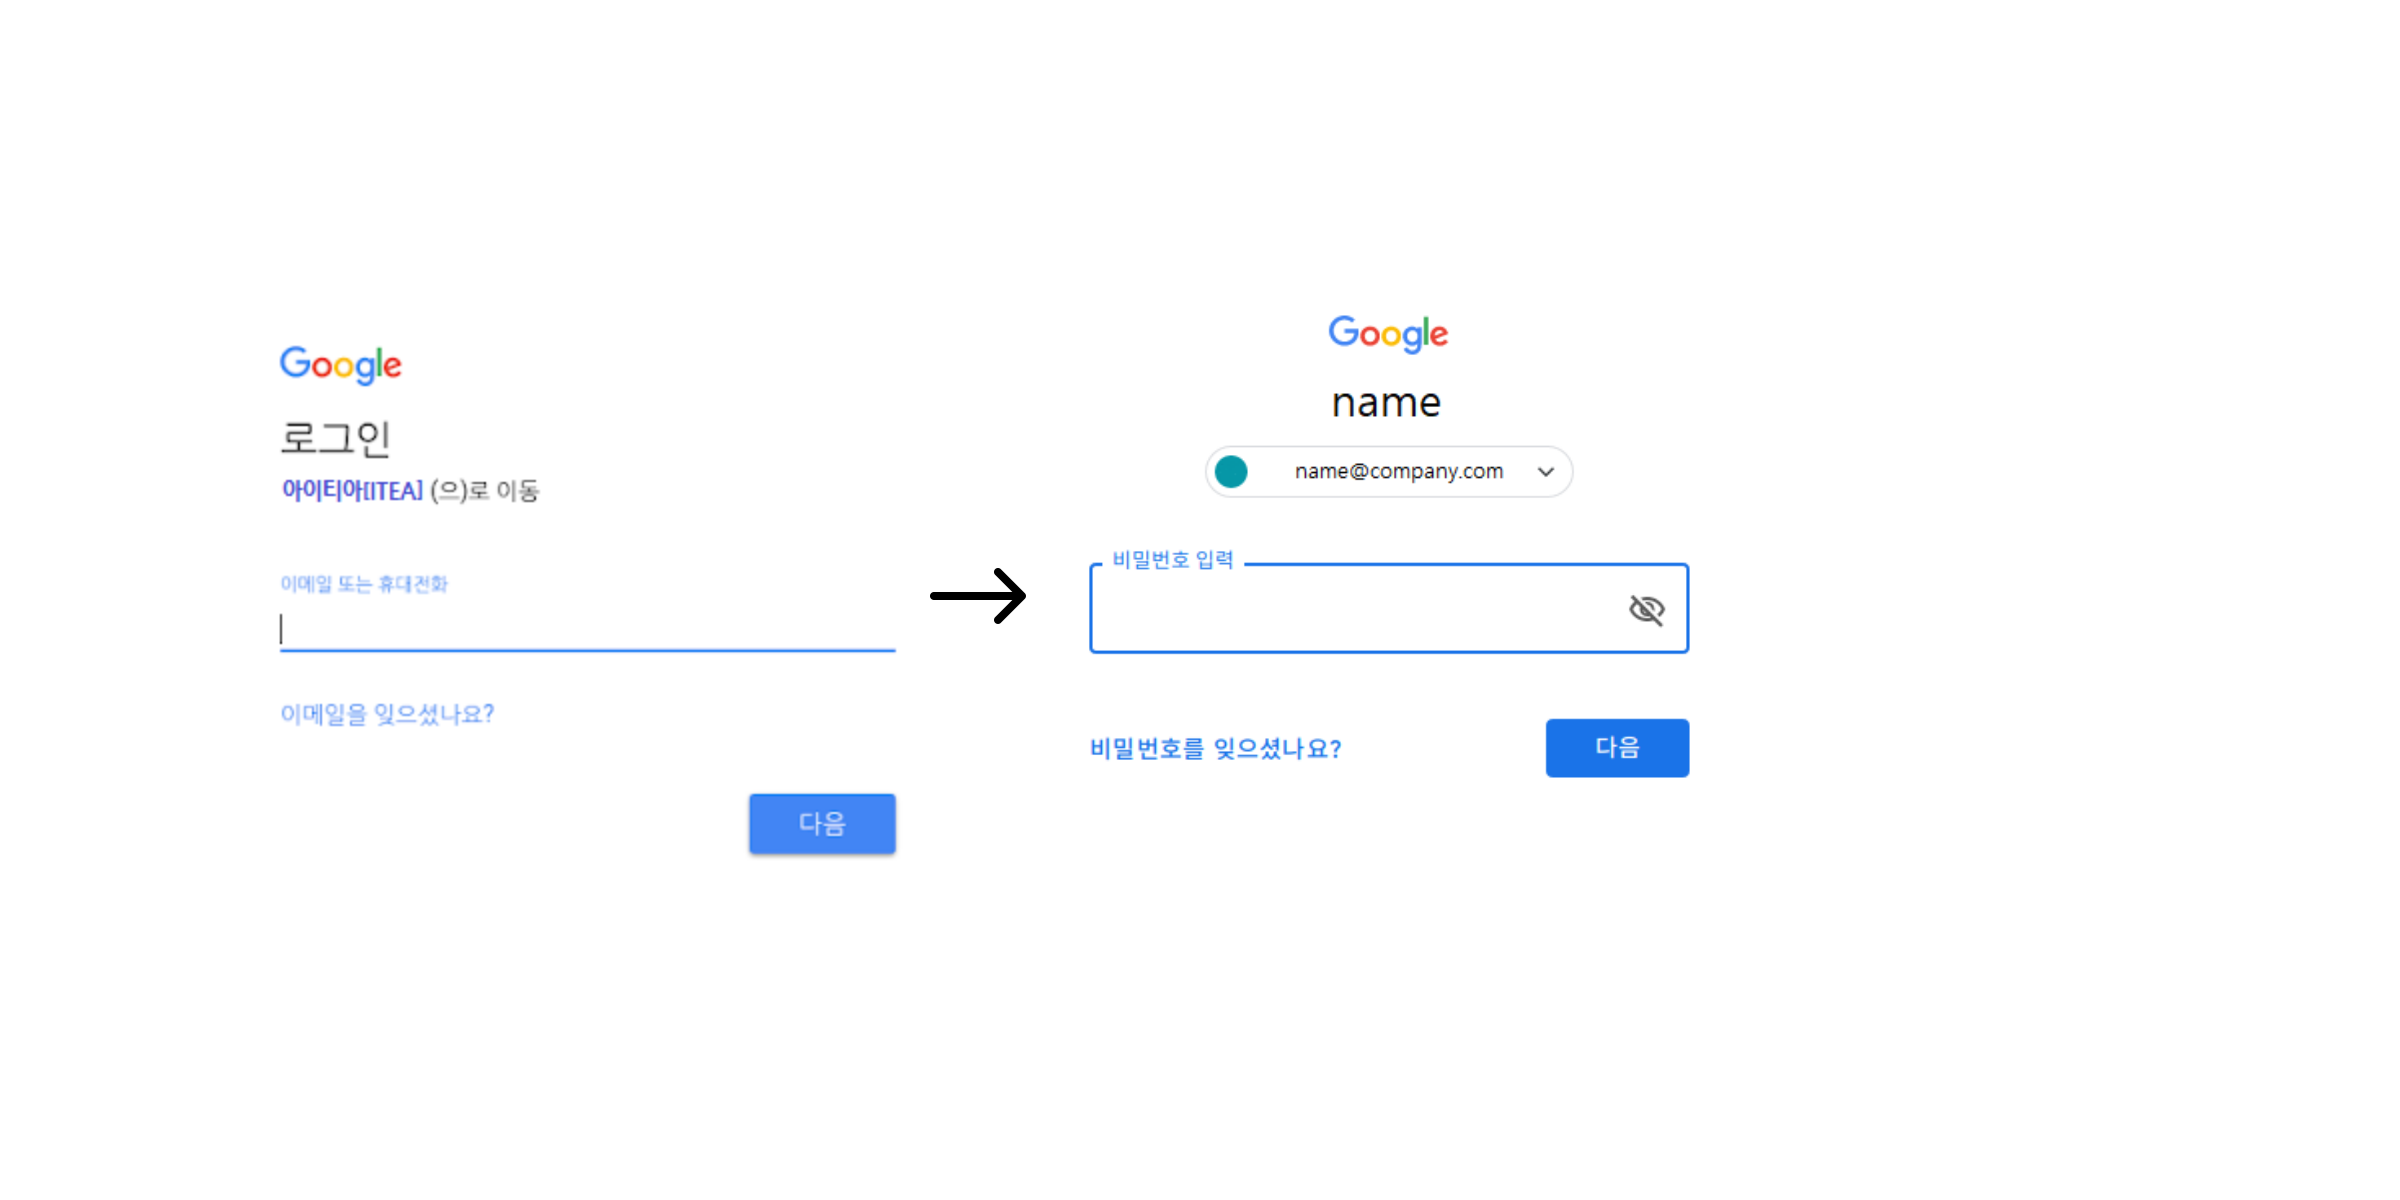 Google
로그인
아이티아[ITEA] (으)로 이동
이메일 또는 휴대전화
이메일을 잊으셨나요?
다음
Google
name
name@company.com
비밀번호 입력
비밀번호를 잊으셨나요?
다음